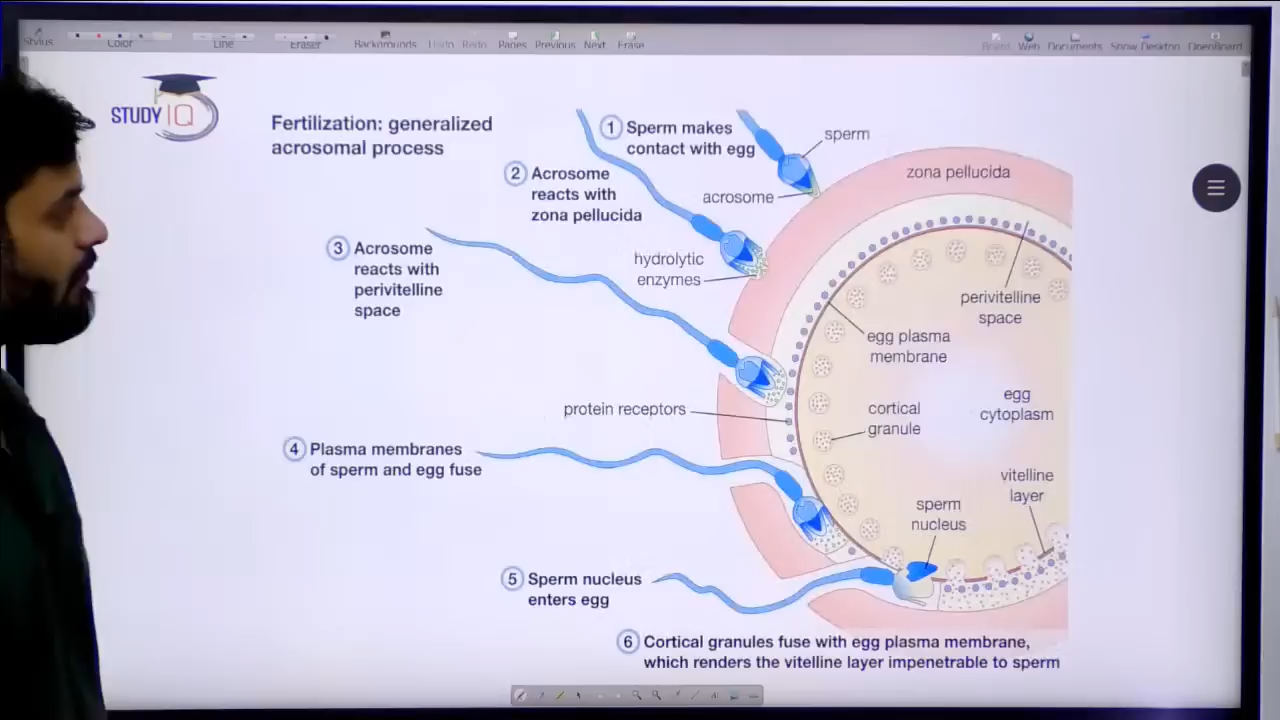 Stylus
Color
Line
Eraser
Backgrounds
Undo
Redo
Pages
Previous
Next
Erase
Board
Web
Documents
Show Desktop
OpenBoard
STUDY IQ
Fertilization: generalized
acrosomal process
1 Sperm makes
contact with egg
sperm
acrosome
zona pellucida
2 Acrosome
reacts with
zona pellucida
hydrolytic
enzymes
3 Acrosome
reacts with
perivitelline
space
perivitelline
space
egg plasma
membrane
protein receptors
cortical
granule
egg
cytoplasm
4 Plasma membranes
of sperm and egg fuse
vitelline
layer
sperm
nucleus
5 Sperm nucleus
enters egg
6 Cortical granules fuse with egg plasma membrane,
which renders the vitelline layer impenetrable to sperm